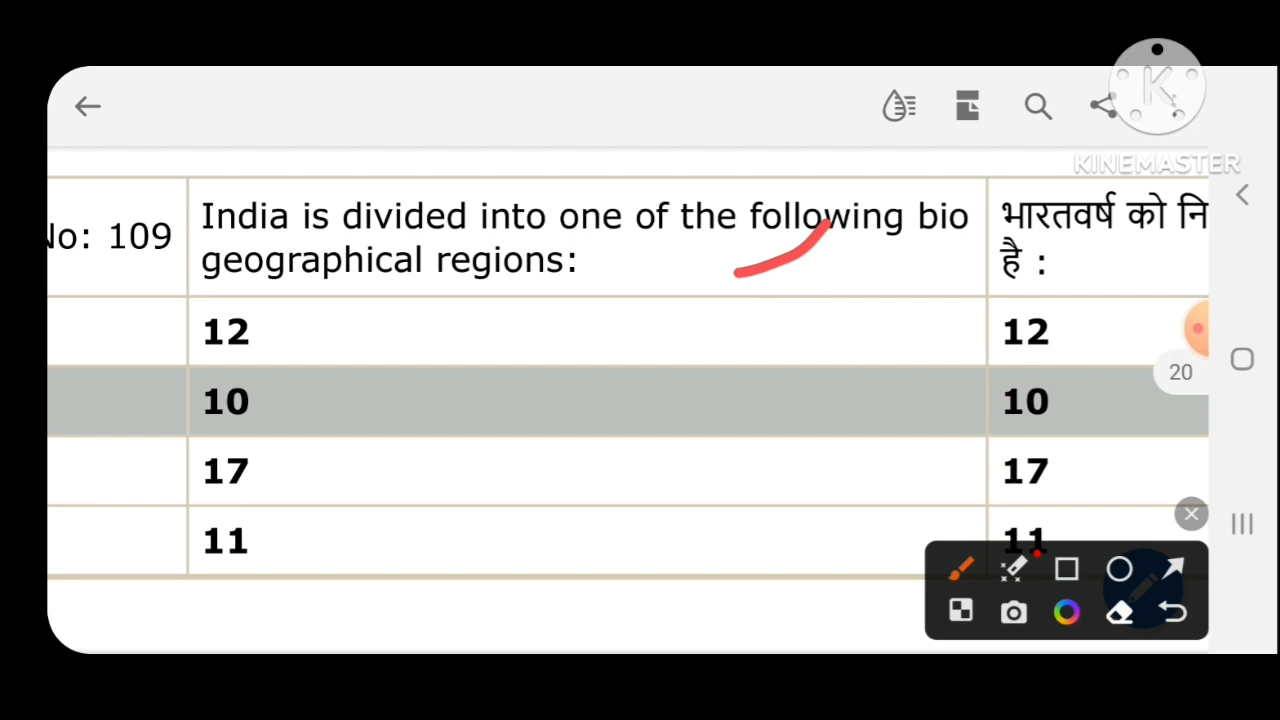 KINEMASTER
No: 109
India is divided into one of the following bio
geographical regions:
भारतवर्ष को नि
है :
12
12
10
10
17
17
11
11
20